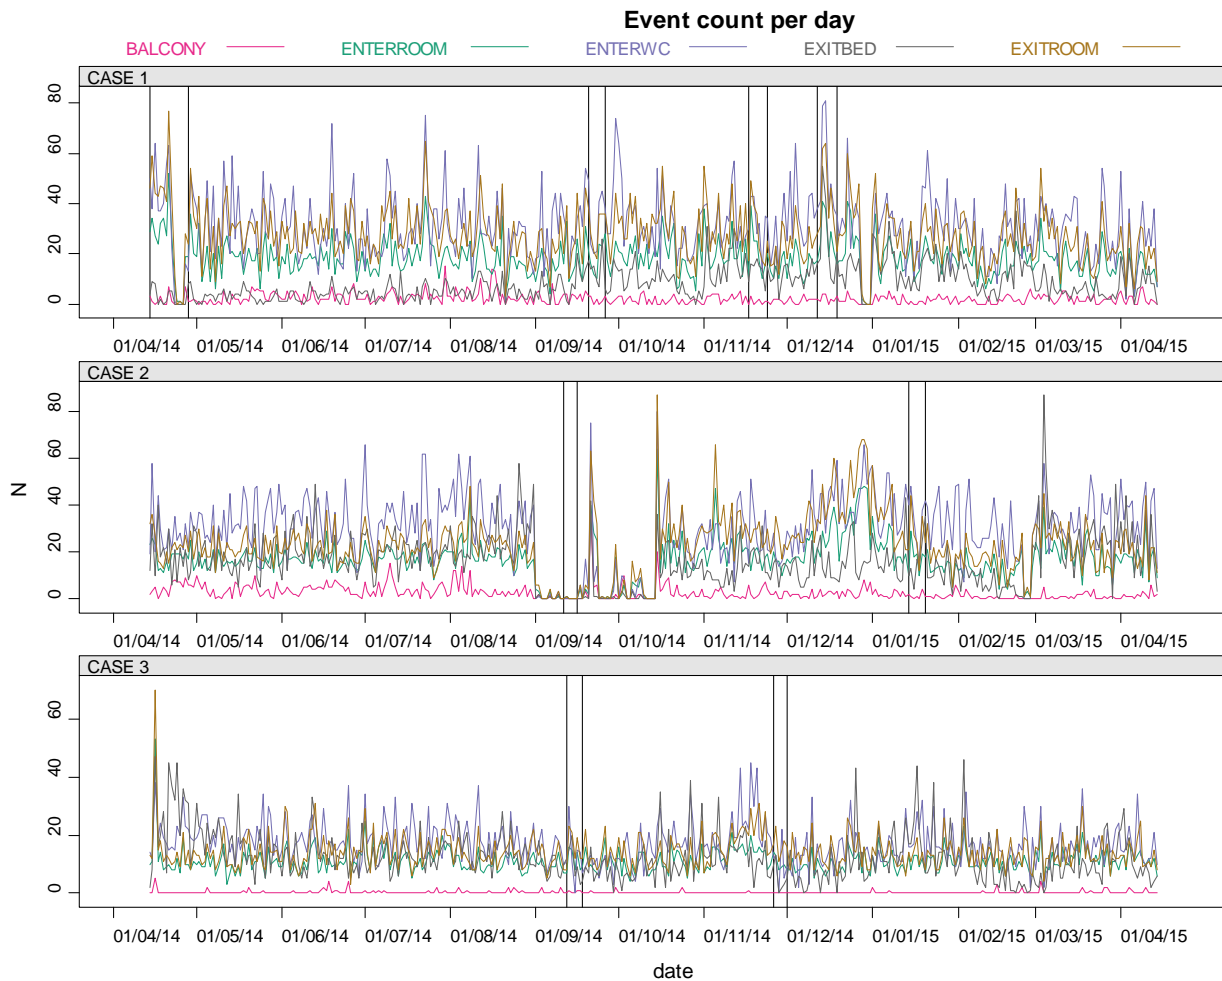 Event count per day
BALCONY ENTERROOM ENTERWC EXITBED EXITROOM
CASE 1
80
60
40
20
0
01/04/14 01/05/14 01/06/14 01/07/14 01/08/14 01/09/14 01/10/14 01/11/14 01/12/14 01/01/15 01/02/15 01/03/15 01/04/15
CASE 2
80
60
40
20
0
N
01/04/14 01/05/14 01/06/14 01/07/14 01/08/14 01/09/14 01/10/14 01/11/14 01/12/14 01/01/15 01/02/15 01/03/15 01/04/15
CASE 3
60
40
20
0
01/04/14 01/05/14 01/06/14 01/07/14 01/08/14 01/09/14 01/10/14 01/11/14 01/12/14 01/01/15 01/02/15 01/03/15 01/04/15
date